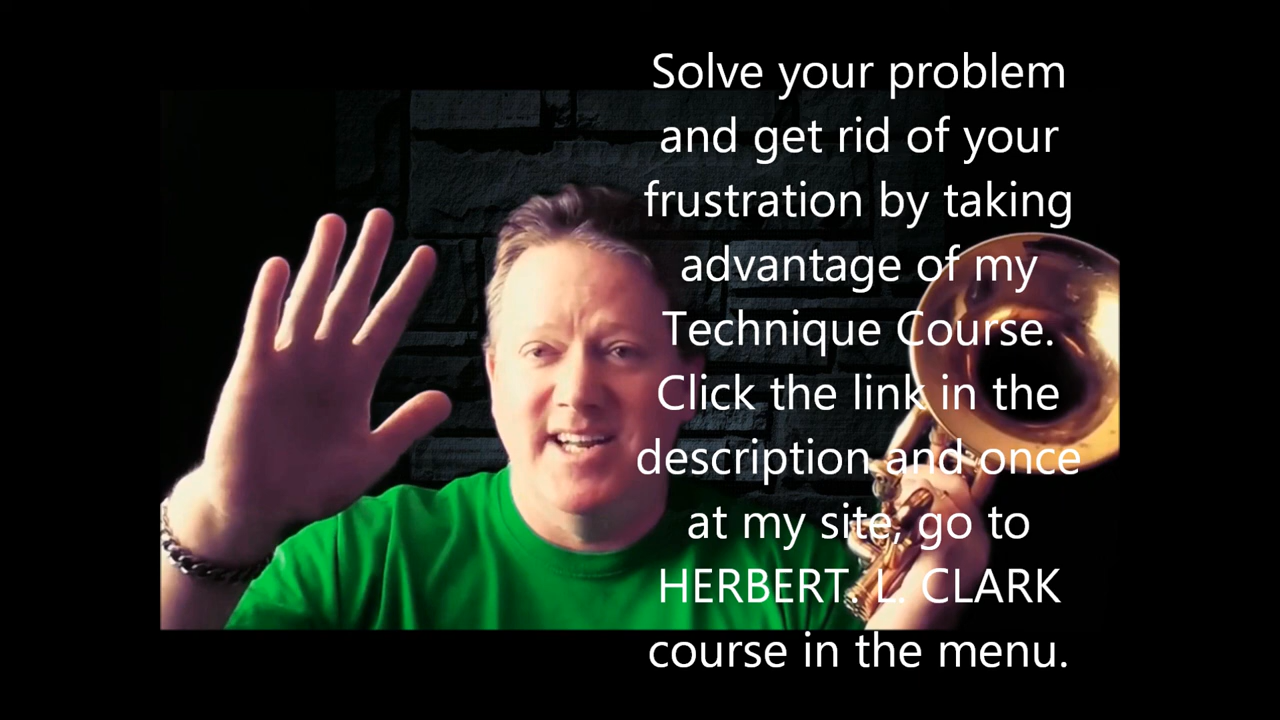 Solve your problem
and get rid of your
frustration by taking
advantage of my
Technique Course.
Click the link in the
description and once
at my site, go to
HERBERT. L. CLARK
course in the menu.